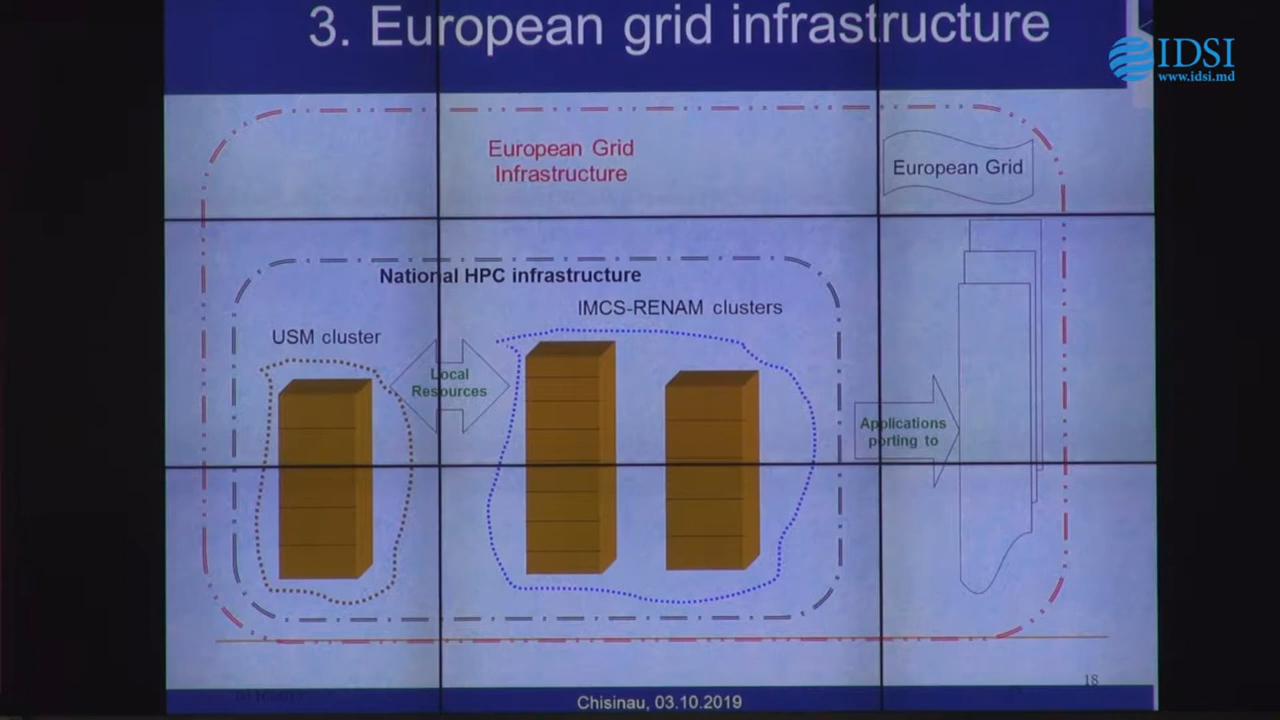 3. European grid infrastructure
IDSI
www.idsi.md
European Grid
Infrastructure
European Grid
National HPC infrastructure
IMCS-RENAM clusters
USM cluster
Local
Resources
Applications
porting to
18
Chisinau, 03.10.2019